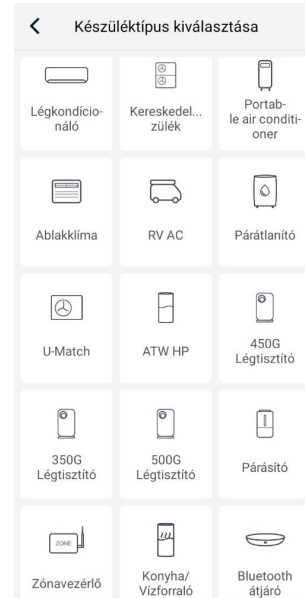 Készüléktípus kiválasztása
Légkondício-
náló
Kereskedel...
zülék
Portab-
le air conditi-
oner
Ablakklíma
RV AC
Párátlanító
U-Match
ATW HP
450G
Légtisztító
350G
Légtisztító
500G
Légtisztító
Párásító
ZONE
Zónavezérlő
Konyha/
Vízforraló
Bluetooth
átjáró